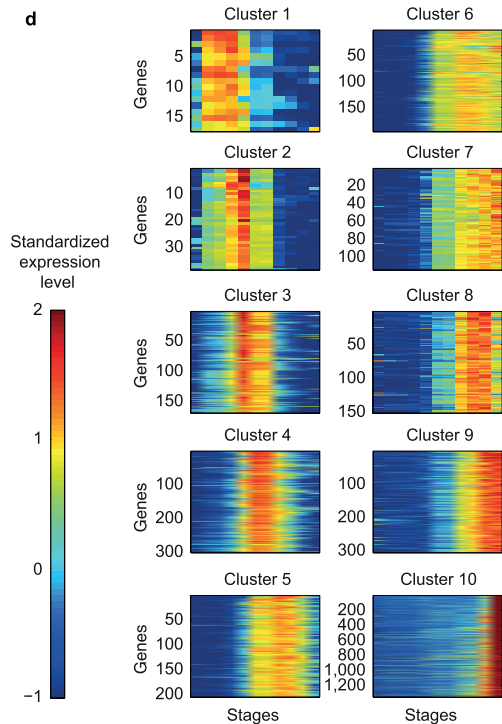 d
Cluster 1
Cluster 6
Genes
5
10
15
50
100
150
Cluster 2
Cluster 7
Genes
10
20
30
20
40
60
80
100
Standardized
expression
level
2
1
0
−1
Cluster 3
Cluster 8
Genes
50
100
150
50
100
150
Cluster 4
Cluster 9
Genes
100
200
300
100
200
300
Cluster 5
Cluster 10
Genes
50
100
150
200
200
400
600
800
1,000
1,200
Stages
Stages